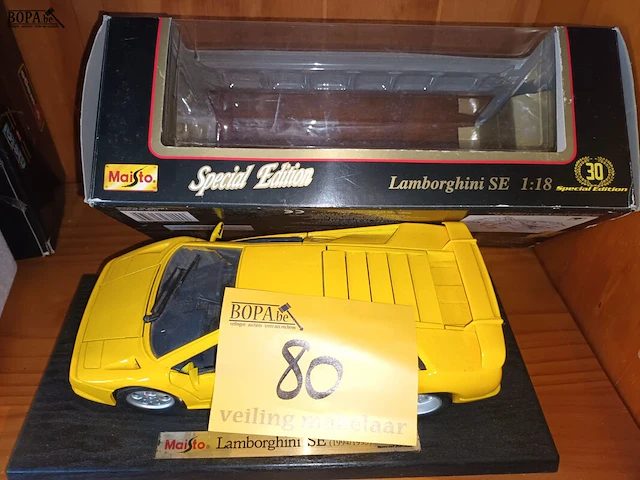 BOPA.be
Maisto
Special Edition
Lamborghini SE 1:18
30
Special Edition
BOPA.be
80
veiling makelaar
Maisto
Lamborghini SE